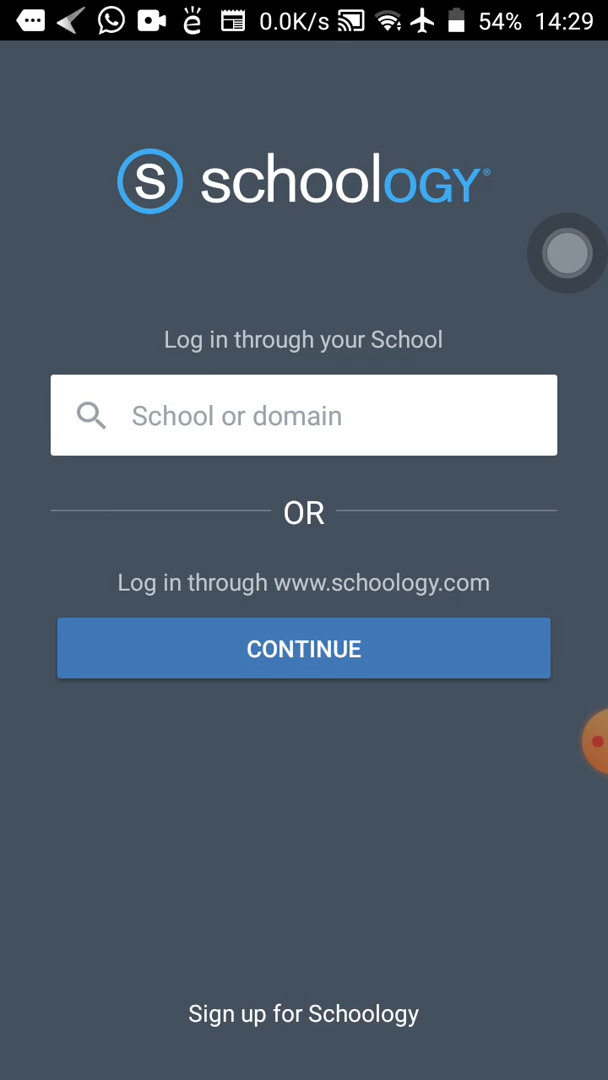 0.0K/s 54% 14:29
S schoology®
Log in through your School
School or domain
OR
Log in through www.schoology.com
CONTINUE
Sign up for Schoology